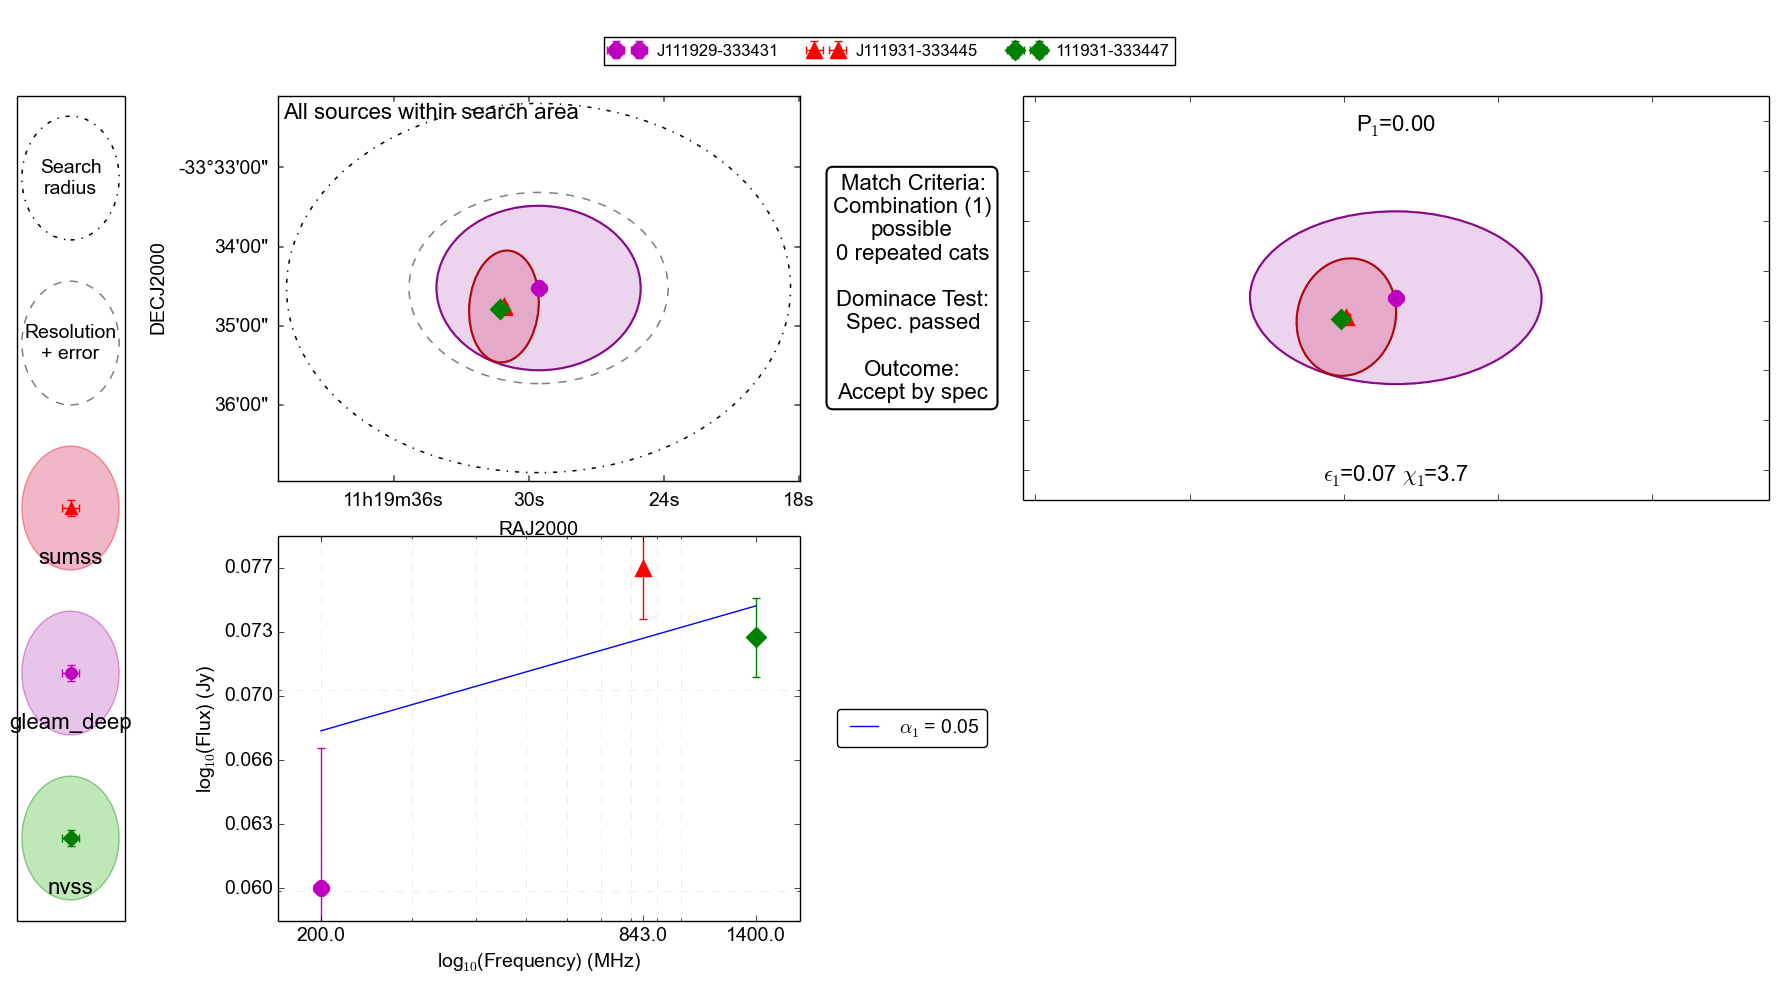 J111929-333431 J111931-333445 111931-333447
Search
radius
Resolution
+ error
sumss
gleam_deep
nvss
All sources within search area
DECJ2000
-33°33'00"
34'00"
35'00"
36'00"
11h19m36s 30s 24s 18s
RAJ2000
Match Criteria:
Combination (1)
possible
0 repeated cats
Dominace Test:
Spec. passed
Outcome:
Accept by spec
P₁=0.00
ϵ₁=0.07 χ₁=3.7
log₁₀(Flux) (Jy)
0.077
0.073
0.070
0.066
0.063
0.060
200.0 843.0 1400.0
log₁₀(Frequency) (MHz)
α₁ = 0.05